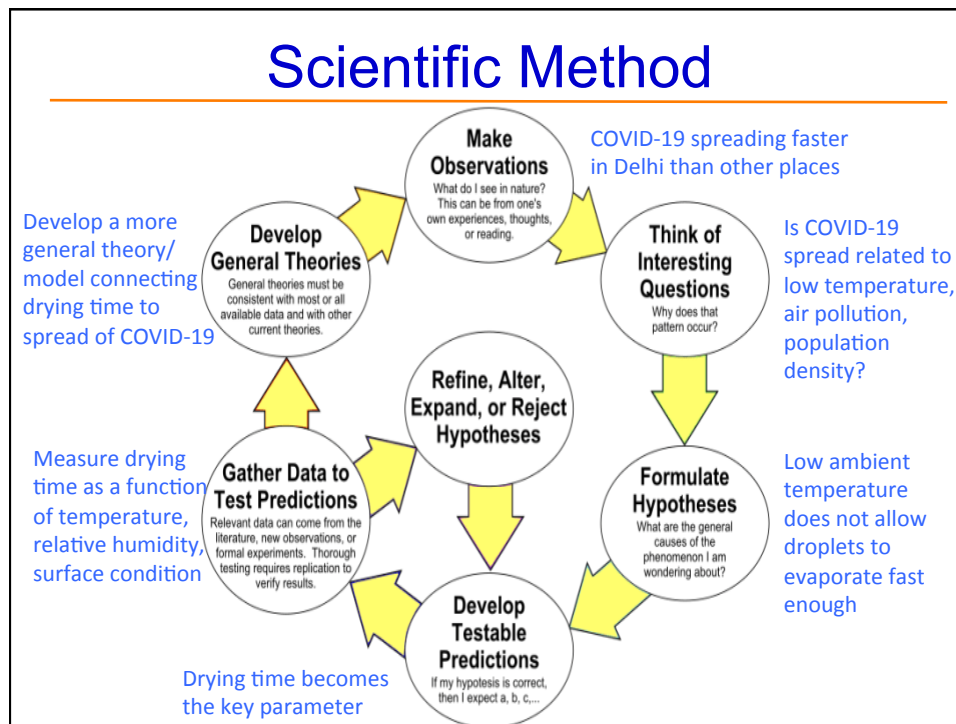 Scientific Method
Make
Observations
What do I see in nature?
This can be from one's
own experiences, thoughts,
or reading.
COVID-19 spreading faster
in Delhi than other places
Think of
Interesting
Questions
Why does that
pattern occur?
Is COVID-19
spread related to
low temperature,
air pollution,
population
density?
Formulate
Hypotheses
What are the general
causes of the
phenomenon I am
wondering about?
Low ambient
temperature
does not allow
droplets to
evaporate fast
enough
Develop
Testable
Predictions
If my hypotesis is correct,
then I expect a, b, c,...
Drying time becomes
the key parameter
Gather Data to
Test Predictions
Relevant data can come from the
literature, new observations, or
formal experiments. Thorough
testing requires replication to
verify results.
Measure drying
time as a function
of temperature,
relative humidity,
surface condition
Refine, Alter,
Expand, or Reject
Hypotheses
Develop
General Theories
General theories must be
consistent with most or all
available data and with other
current theories.
Develop a more
general theory/
model connecting
drying time to
spread of COVID-19